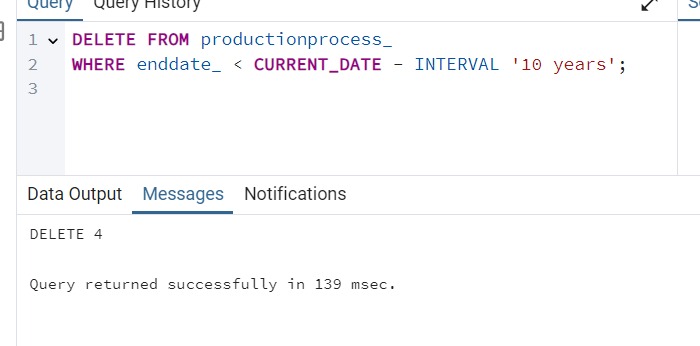 Query Query History
1 DELETE FROM productionprocess_
2 WHERE enddate_ < CURRENT_DATE - INTERVAL '10 years';
3
Data Output Messages Notifications
DELETE 4
Query returned successfully in 139 msec.